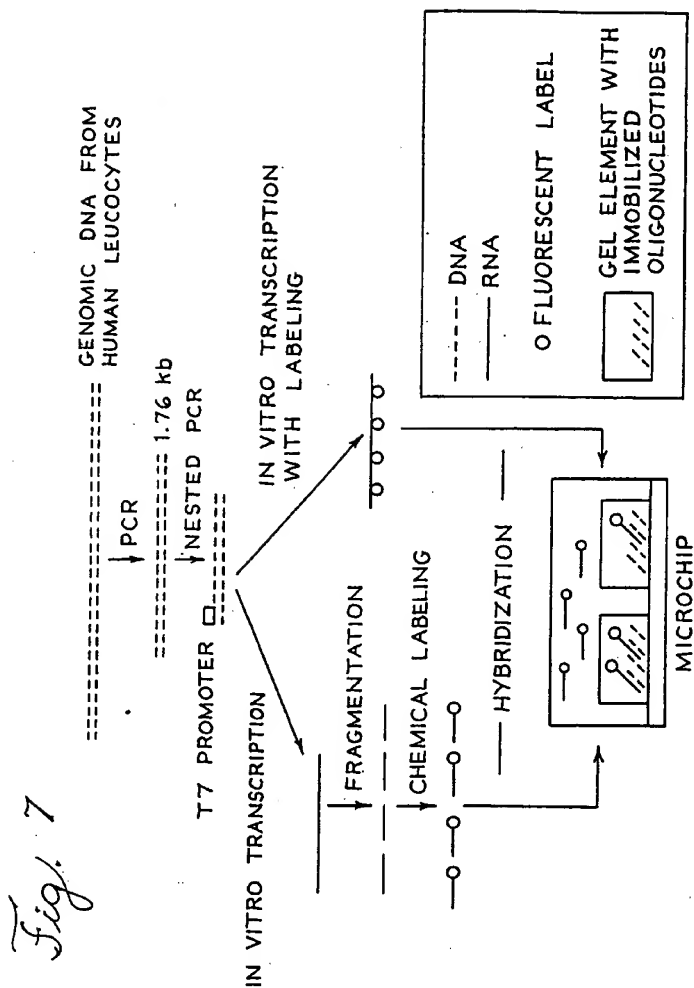 Fig. 7
GENOMIC DNA FROM
HUMAN LEUCOCYTES
PCR
1.76 kb
NESTED PCR
T7 PROMOTER
IN VITRO TRANSCRIPTION
IN VITRO TRANSCRIPTION
WITH LABELING
FRAGMENTATION
CHEMICAL LABELING
HYBRIDIZATION
MICROCHIP
DNA
RNA
FLUORESCENT LABEL
GEL ELEMENT WITH
IMMOBILIZED
OLIGONUCLEOTIDES